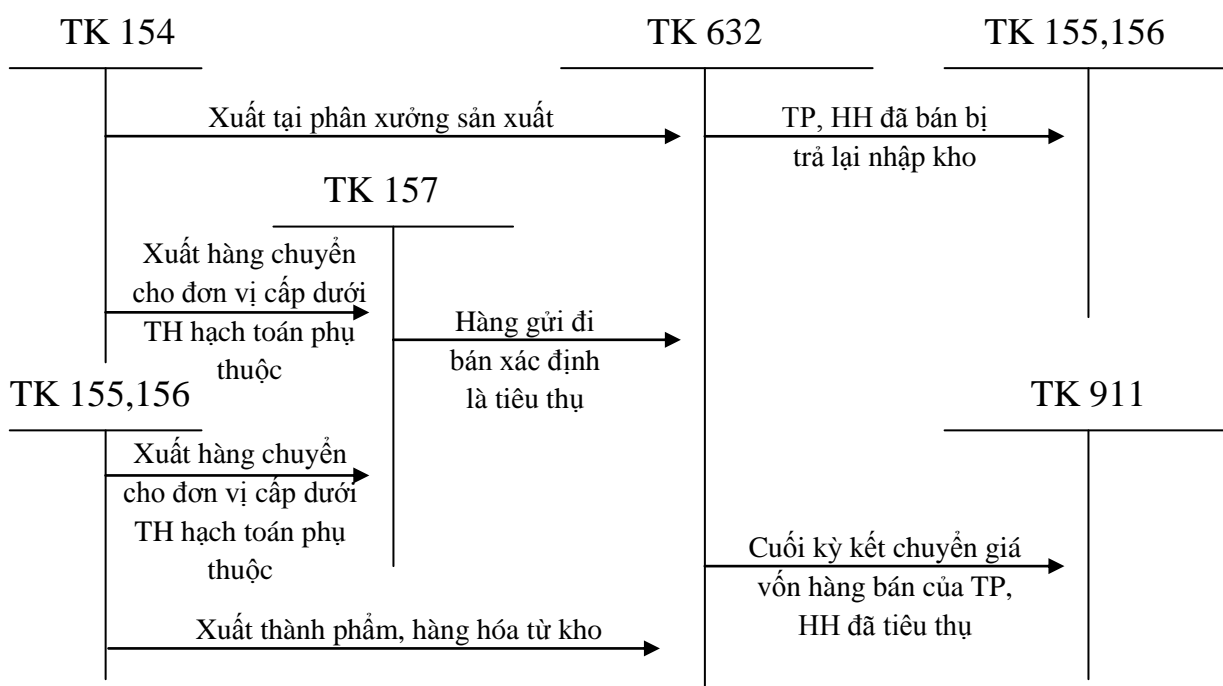 TK 154
TK 632
TK 155,156
Xuất tại phân xưởng sản xuất
TP, HH đã bán bị
trả lại nhập kho
TK 157
Xuất hàng chuyển
cho đơn vị cấp dưới
TH hạch toán phụ
thuộc
Hàng gửi đi
bán xác định
là tiêu thụ
TK 155,156
TK 911
Xuất hàng chuyển
cho đơn vị cấp dưới
TH hạch toán phụ
thuộc
Cuối kỳ kết chuyển giá
vốn hàng bán của TP,
HH đã tiêu thụ
Xuất thành phẩm, hàng hóa từ kho